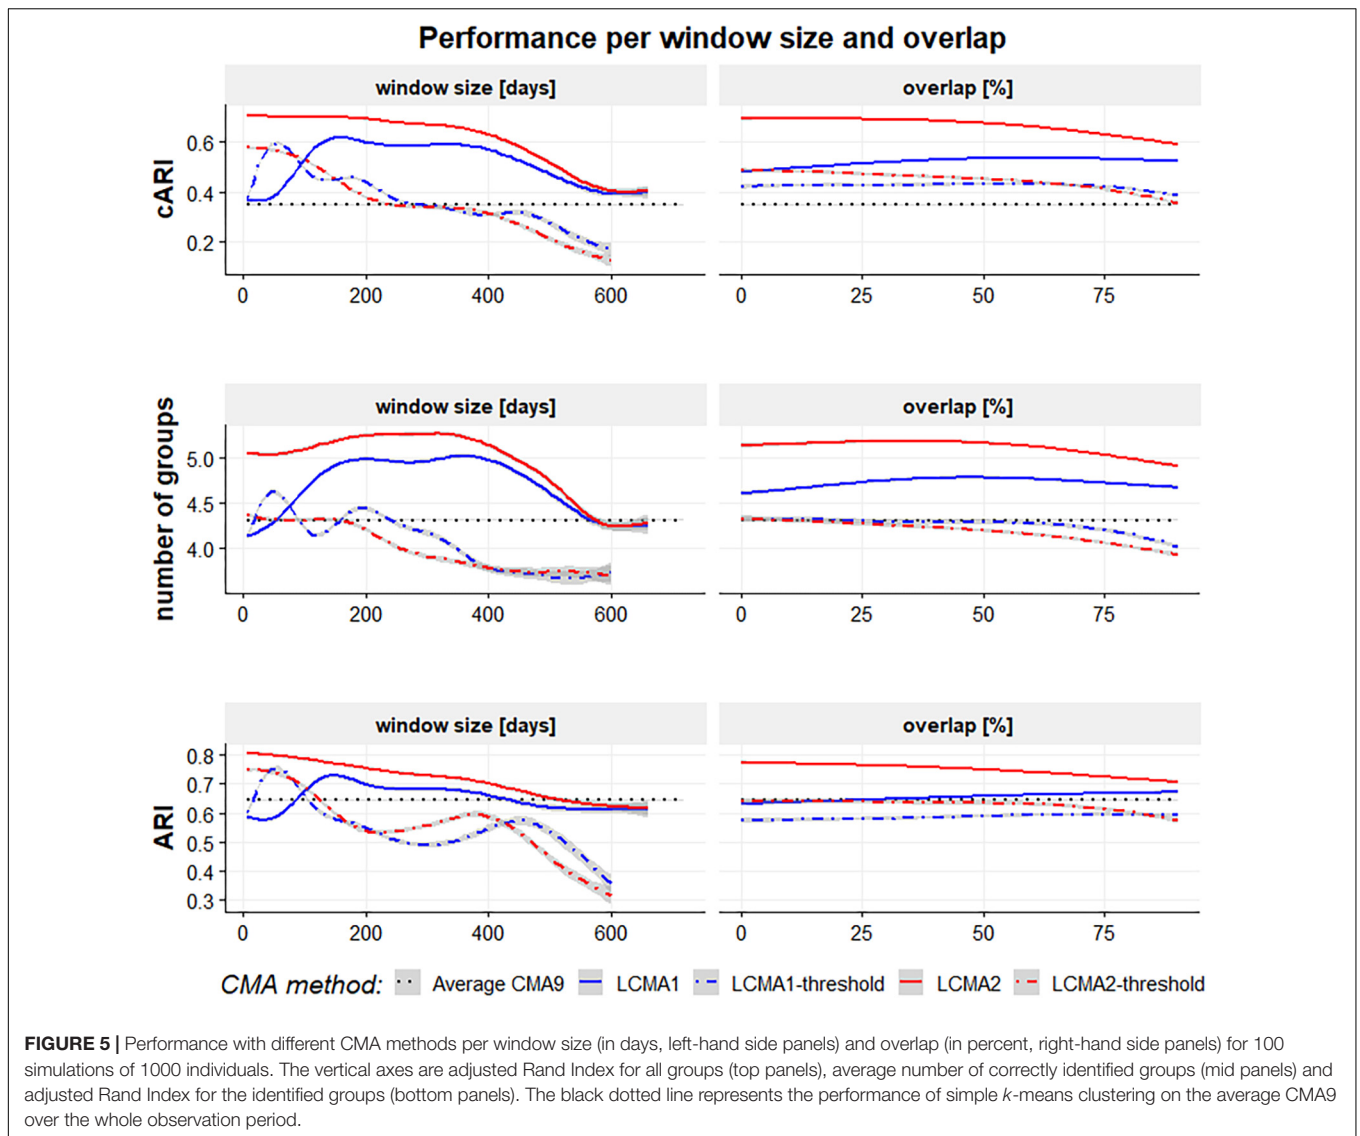 Performance per window size and overlap
window size [days]
overlap [%]
cARI
0.6
0.4
0.2
0 200 400 600
0 25 50 75
window size [days]
overlap [%]
number of groups
5.0
4.5
4.0
0 200 400 600
0 25 50 75
window size [days]
overlap [%]
ARI
0.8
0.7
0.6
0.5
0.4
0.3
0 200 400 600
0 25 50 75
CMA method: Average CMA9 LCMA1 LCMA1-threshold LCMA2 LCMA2-threshold
FIGURE 5 | Performance with different CMA methods per window size (in days, left-hand side panels) and overlap (in percent, right-hand side panels) for 100
simulations of 1000 individuals. The vertical axes are adjusted Rand Index for all groups (top panels), average number of correctly identified groups (mid panels) and
adjusted Rand Index for the identified groups (bottom panels). The black dotted line represents the performance of simple k-means clustering on the average CMA9
over the whole observation period.